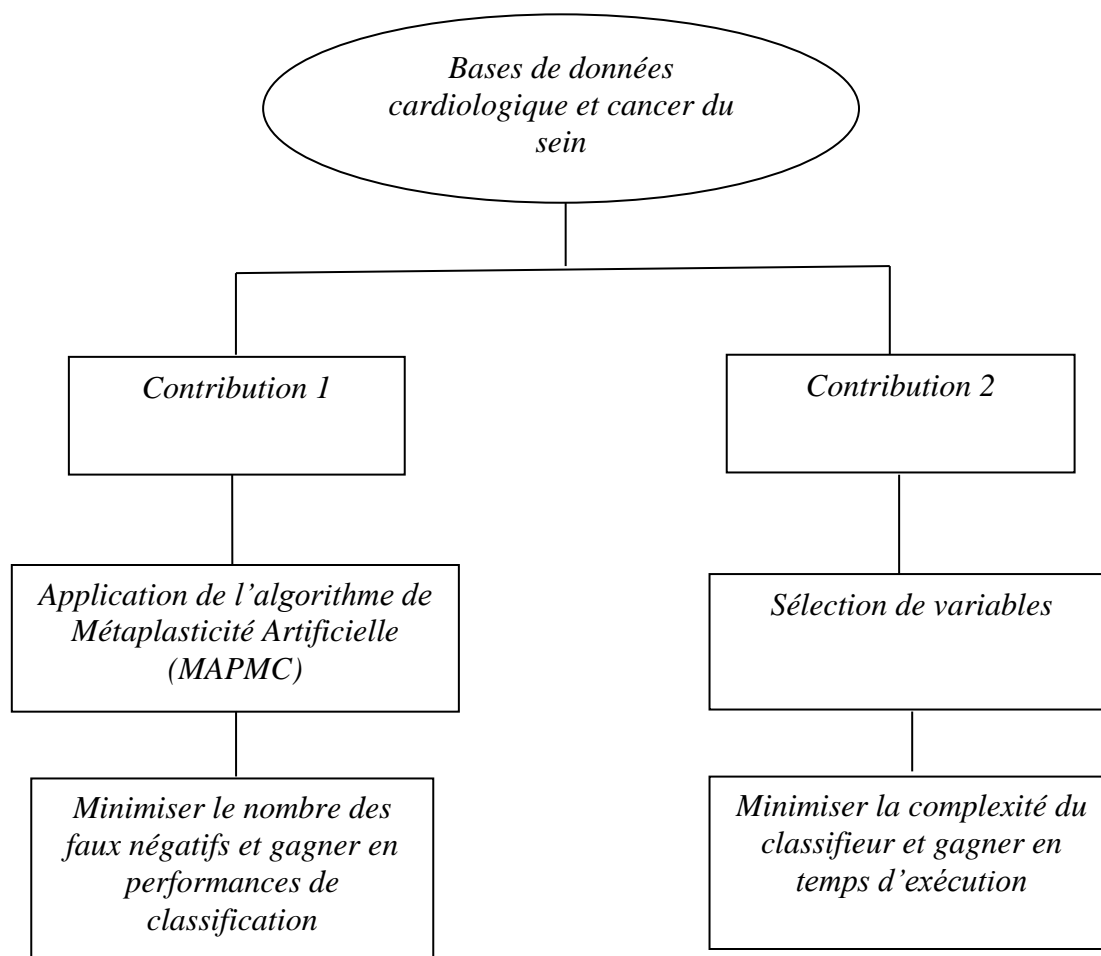 Bases de données
cardiologique et cancer du
sein
Contribution 1
Contribution 2
Application de l’algorithme de
Métaplasticité Artificielle
(MAPMC)
Sélection de variables
Minimiser le nombre des
faux négatifs et gagner en
performances de
classification
Minimiser la complexité du
classifieur et gagner en
temps d’exécution